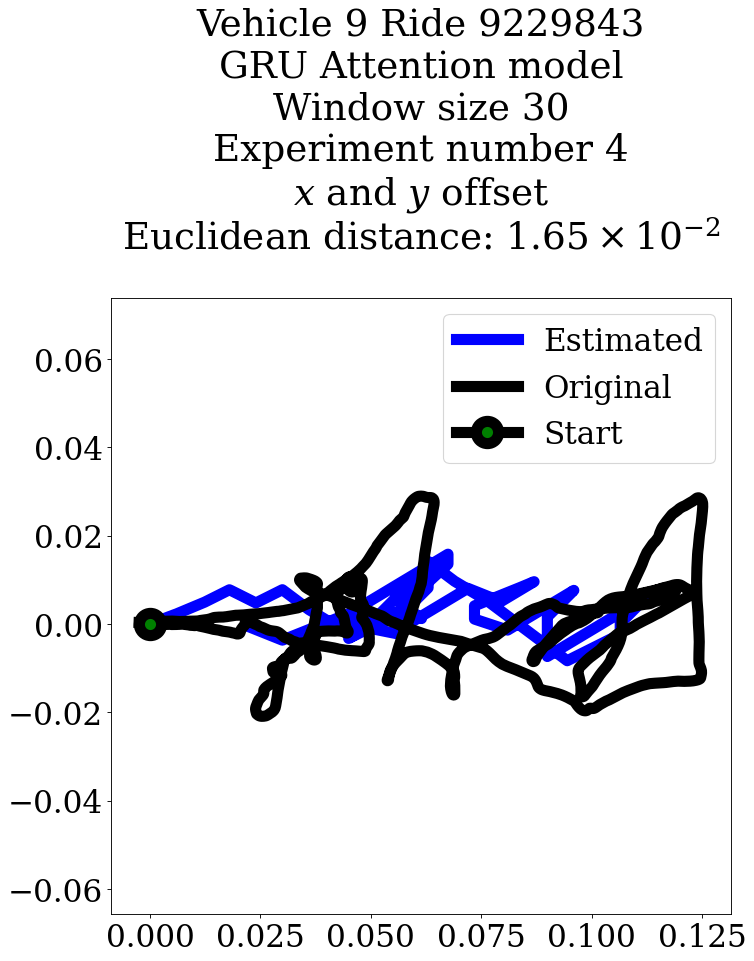 Vehicle 9 Ride 9229843
GRU Attention model
Window size 30
Experiment number 4
x and y offset
Euclidean distance: 1.65 × 10⁻²
Estimated
Original
Start
0.06
0.04
0.02
0.00
−0.02
−0.04
−0.06
0.000 0.025 0.050 0.075 0.100 0.125